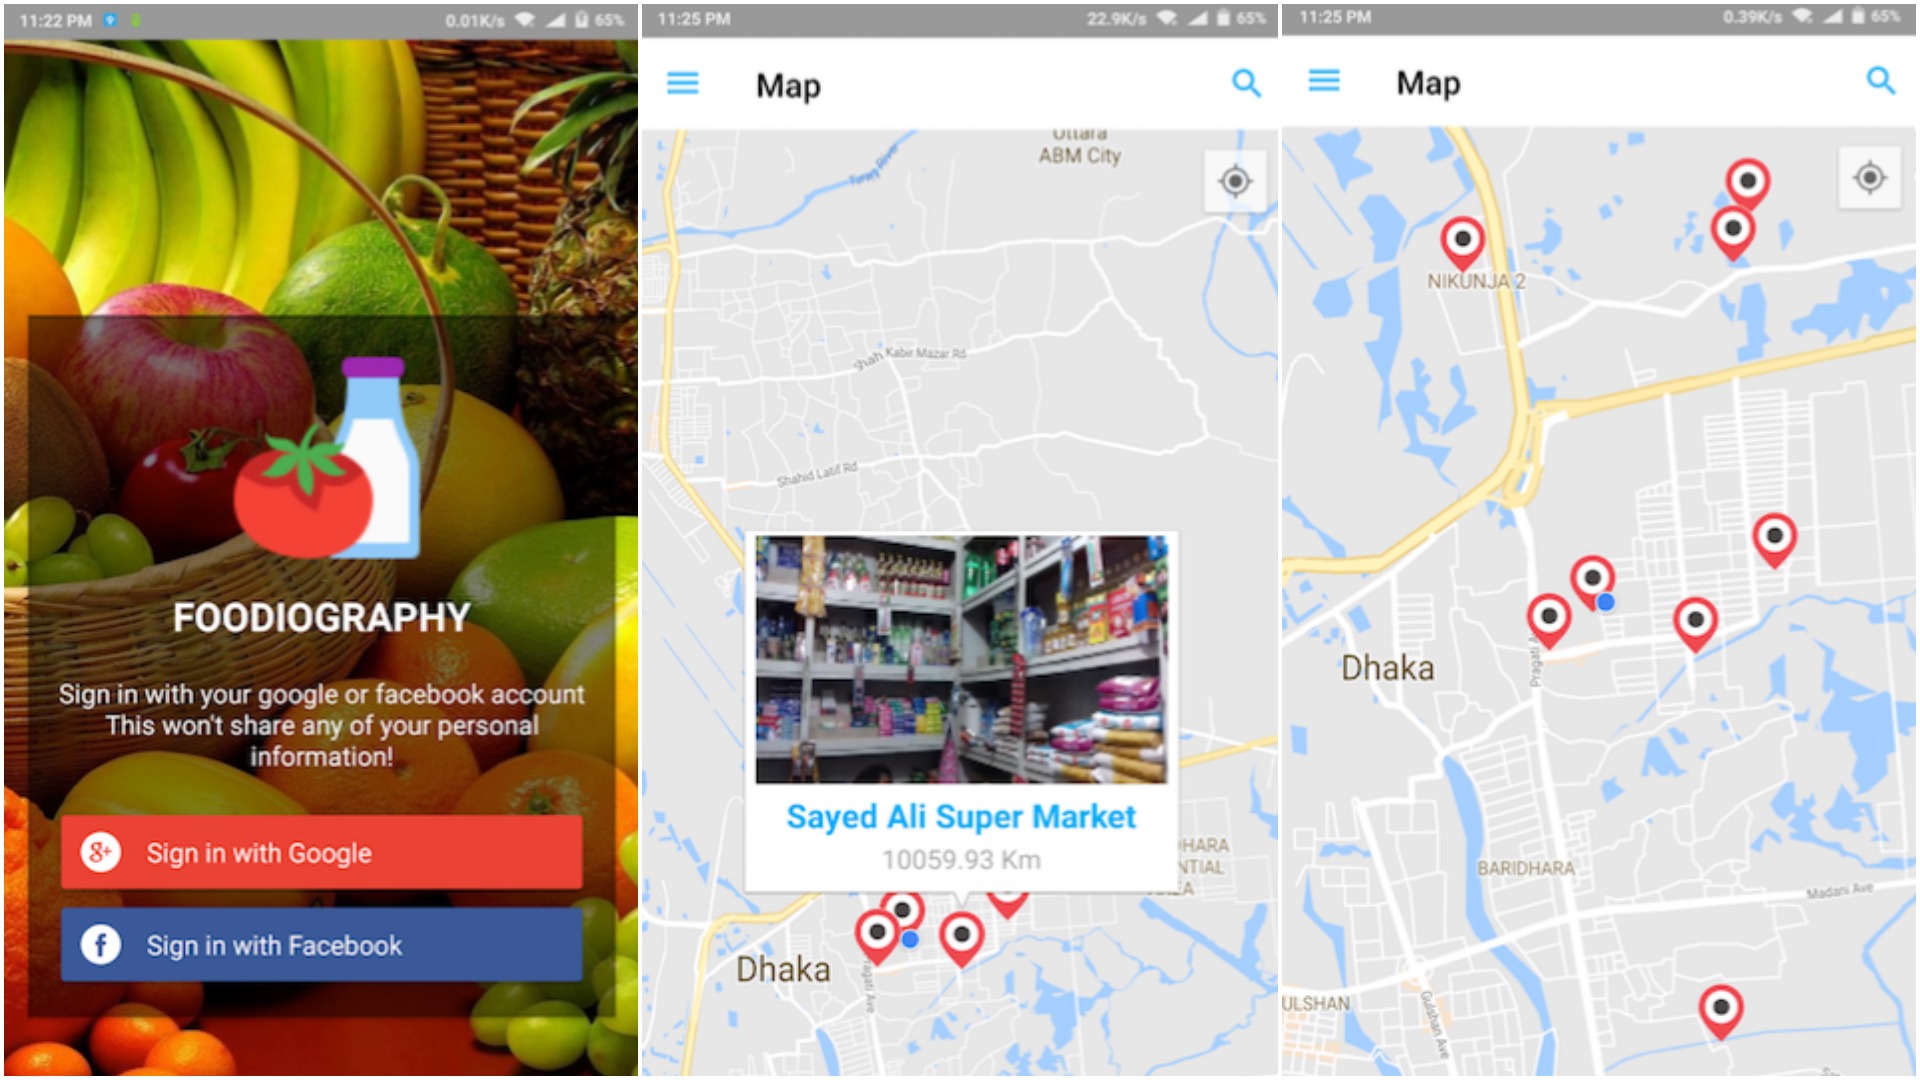 11:22 PM
0.01K/s
65%
FOODIOGRAPHY
Sign in with your google or facebook account
This won't share any of your personal
information!
8+ Sign in with Google
f Sign in with Facebook
11:25 PM
22.9K/s
65%
Map
Uttara
ABM City
Turag River
Shah Kabir Mazar Rd
Shahid Latif Rd
Sayed Ali Super Market
10059.93 Km
HARA
NTIAL
EA
Dhaka
ragati Ave
11:25 PM
0.39K/s
65%
Map
NIKUNJA 2
Dhaka
Pragati A
BARIDHARA
Madani Ave
ULSHAN
Gulshan Ave